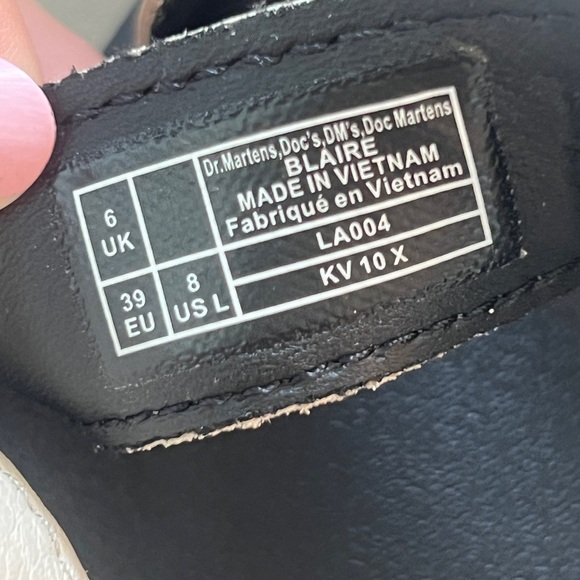 6
UK
39
EU
8
US L
Dr.Martens,Doc's,DM's,Doc Martens
BLAIRE
MADE IN VIETNAM
Fabriqué en Vietnam
LA004
KV 10 X